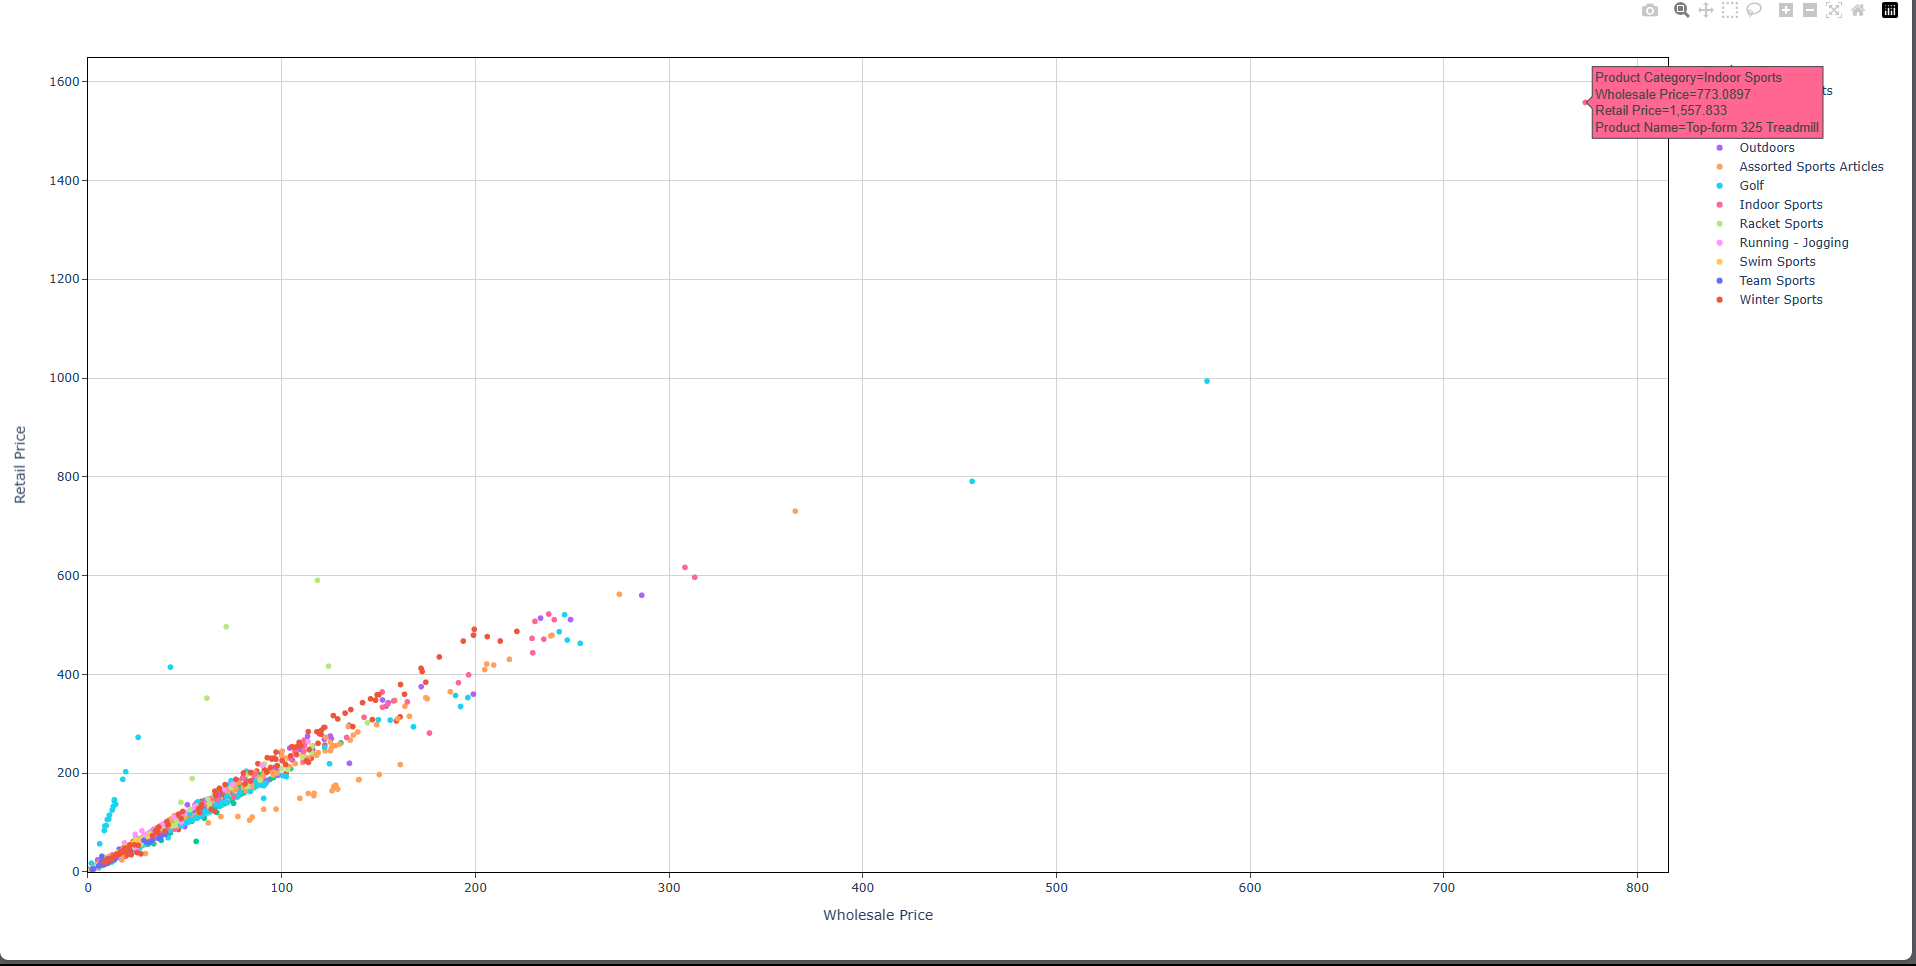 1600
1400
1200
1000
800
600
400
200
0
Retail Price
0 100 200 300 400 500 600 700 800
Wholesale Price
Product Category=Indoor Sports
Wholesale Price=773.0897
Retail Price=1,557.833
Product Name=Top-form 325 Treadmill
Outdoors
Assorted Sports Articles
Golf
Indoor Sports
Racket Sports
Running - Jogging
Swim Sports
Team Sports
Winter Sports